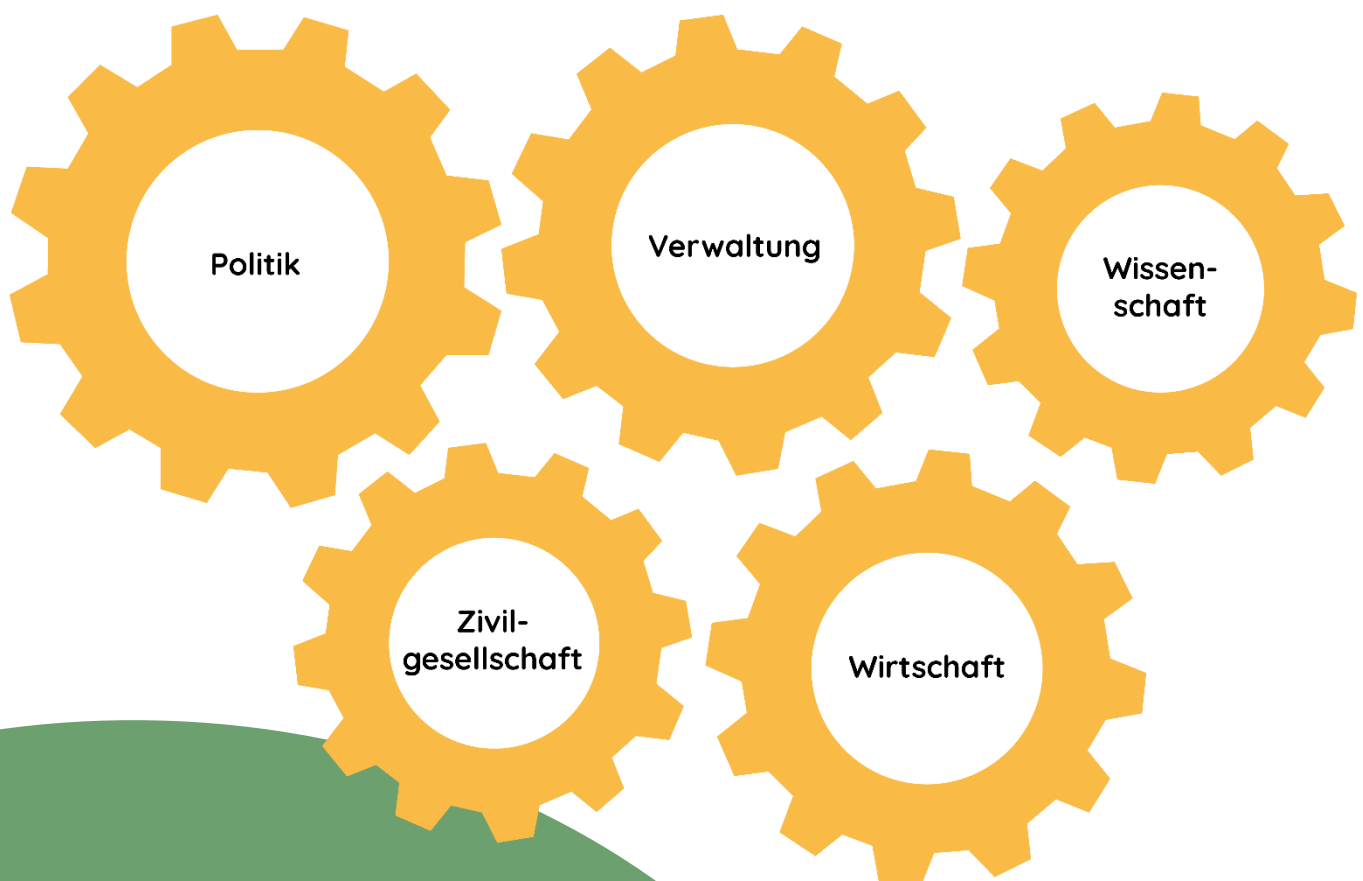 Politik
Verwaltung
Wissen-
schaft
Zivil-
gesellschaft
Wirtschaft